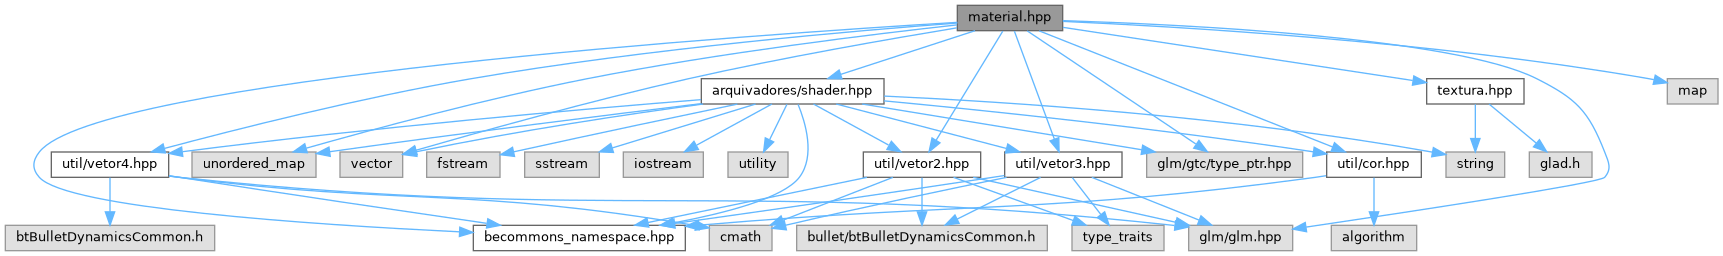 material.hpp
arquivadores/shader.hpp
textura.hpp
map
util/vetor4.hpp
unordered_map
vector
fstream
sstream
iostream
utility
util/vetor2.hpp
util/vetor3.hpp
glm/gtc/type_ptr.hpp
util/cor.hpp
string
glad.h
btBulletDynamicsCommon.h
becommons_namespace.hpp
cmath
bullet/btBulletDynamicsCommon.h
type_traits
glm/glm.hpp
algorithm